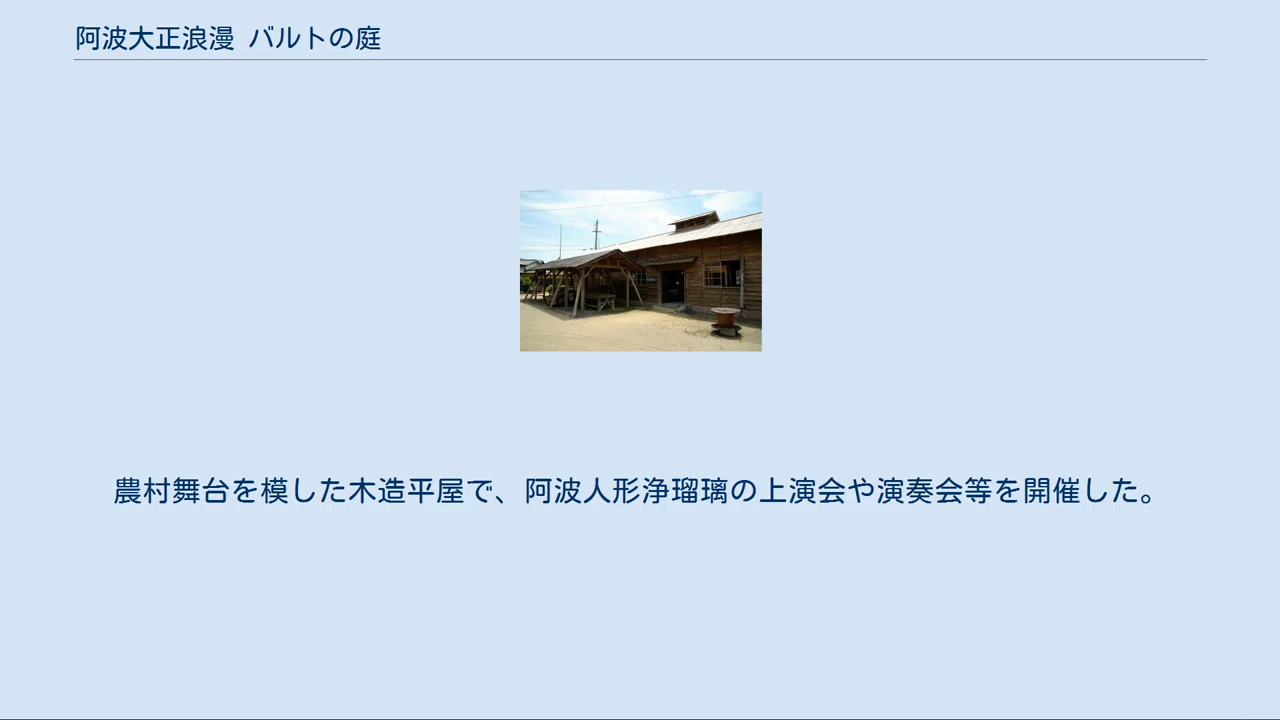 阿波大正浪漫 バルトの庭
農村舞台を模した木造平屋で、阿波人形浄瑠璃の上演会や演奏会等を開催した。